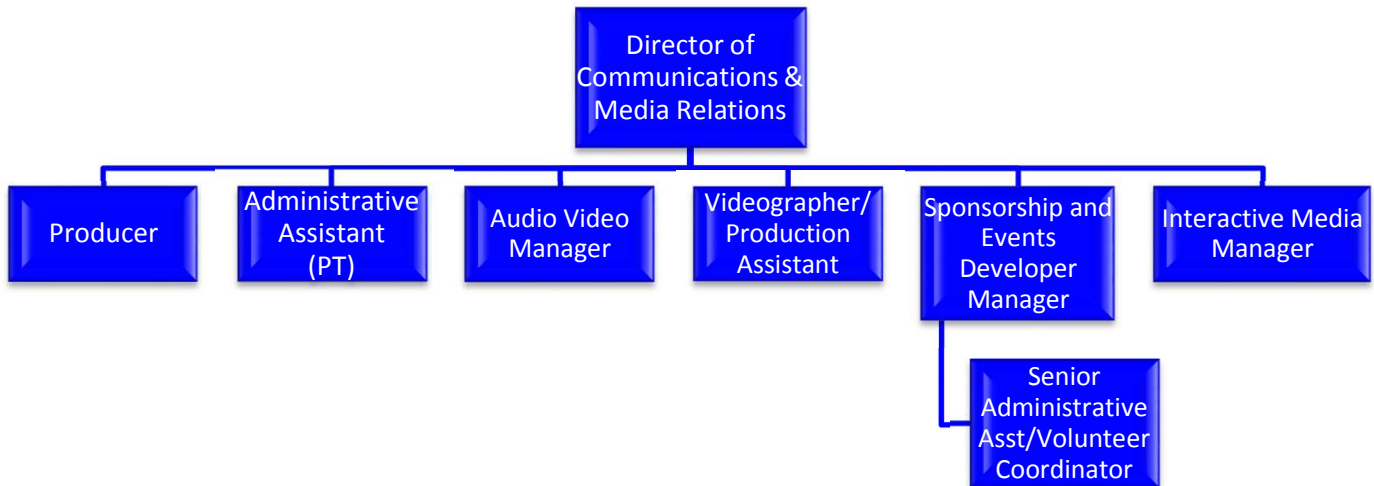 Director of
Communications &
Media Relations
Producer
Administrative
Assistant
(PT)
Audio Video
Manager
Videographer/
Production
Assistant
Sponsorship and
Events
Developer
Manager
Interactive Media
Manager
Senior
Administrative
Asst/Volunteer
Coordinator